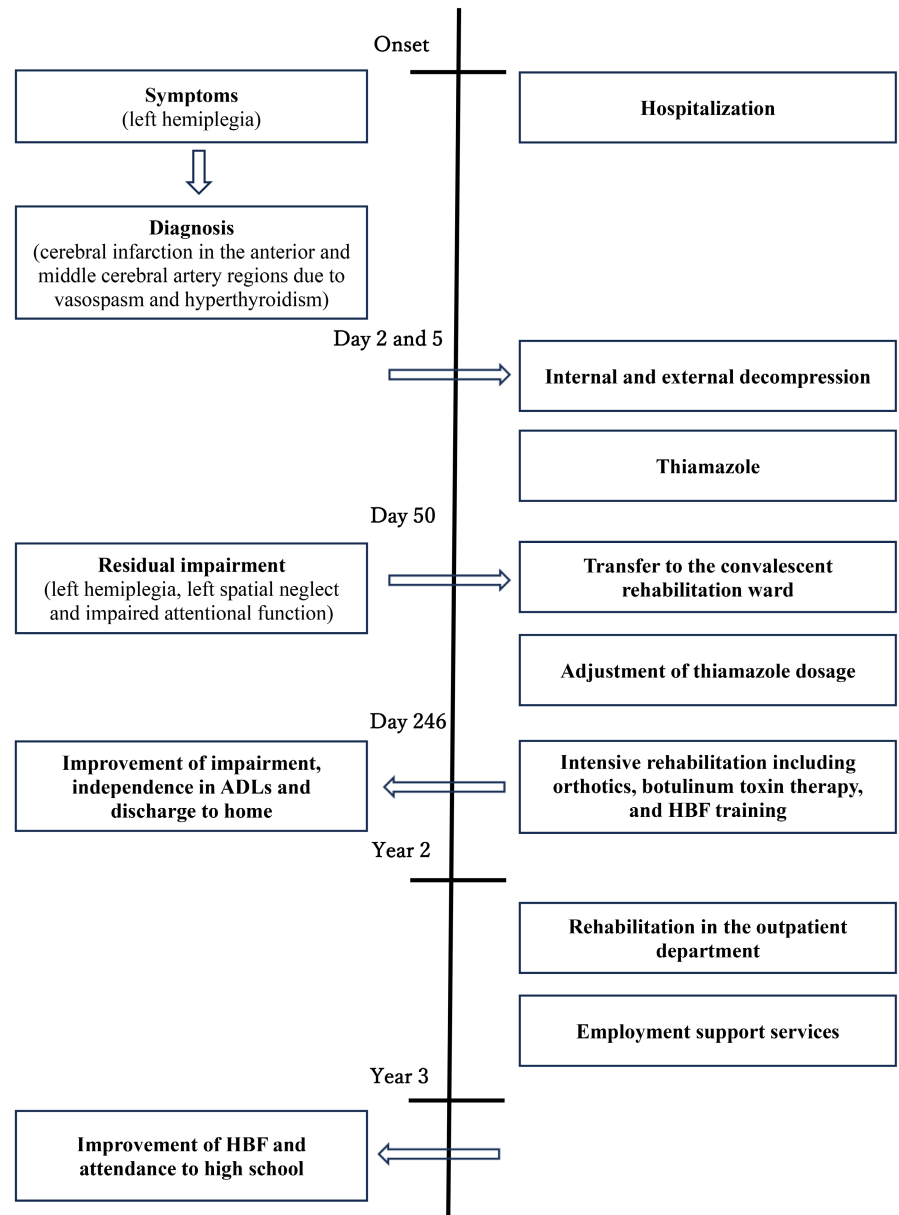 Onset
Symptoms
(left hemiplegia)
Hospitalization
Diagnosis
(cerebral infarction in the anterior and
middle cerebral artery regions due to
vasospasm and hyperthyroidism)
Day 2 and 5
Internal and external decompression
Thiamazole
Day 50
Residual impairment
(left hemiplegia, left spatial neglect
and impaired attentional function)
Transfer to the convalescent
rehabilitation ward
Adjustment of thiamazole dosage
Day 246
Improvement of impairment,
independence in ADLs and
discharge to home
Intensive rehabilitation including
orthotics, botulinum toxin therapy,
and HBF training
Year 2
Rehabilitation in the outpatient
department
Employment support services
Year 3
Improvement of HBF and
attendance to high school